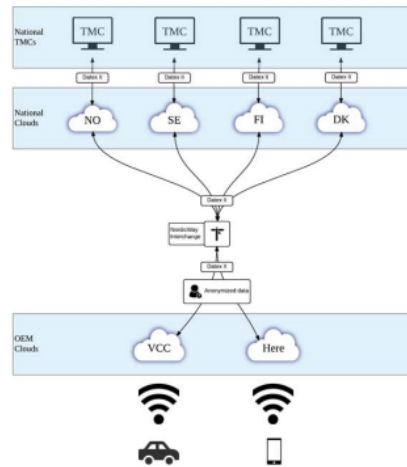 National
TMCs
TMC TMC TMC TMC
Datex II Datex II Datex II Datex II
National
Clouds
NO SE FI DK
Datex II
NordicWay
Interchange
Datex II
Anonymized data
OEM
Clouds
VCC Here